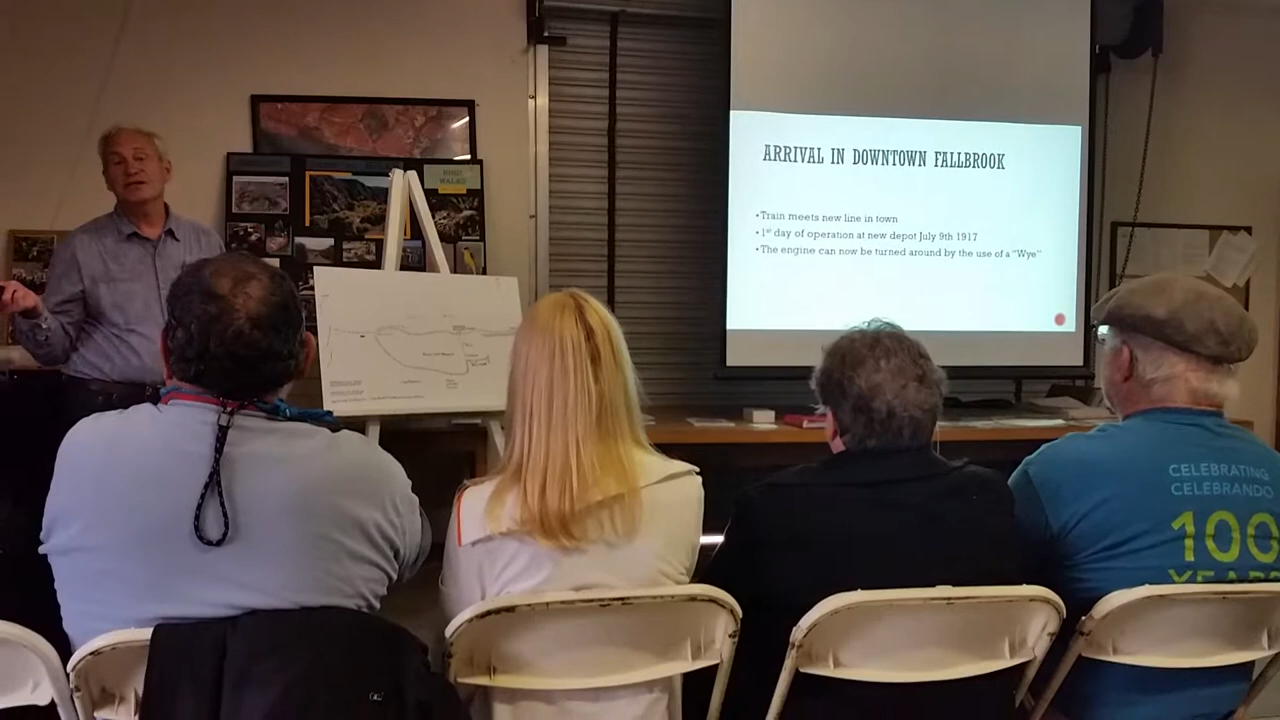 ARRIVAL IN DOWNTOWN FALLBROOK
•Train meets new line in town
•1st day of operation at new depot July 9th 1917
•The engine can now be turned around by the use of a "Wye"
CELEBRATING
CELEBRANDO
100
YEARS